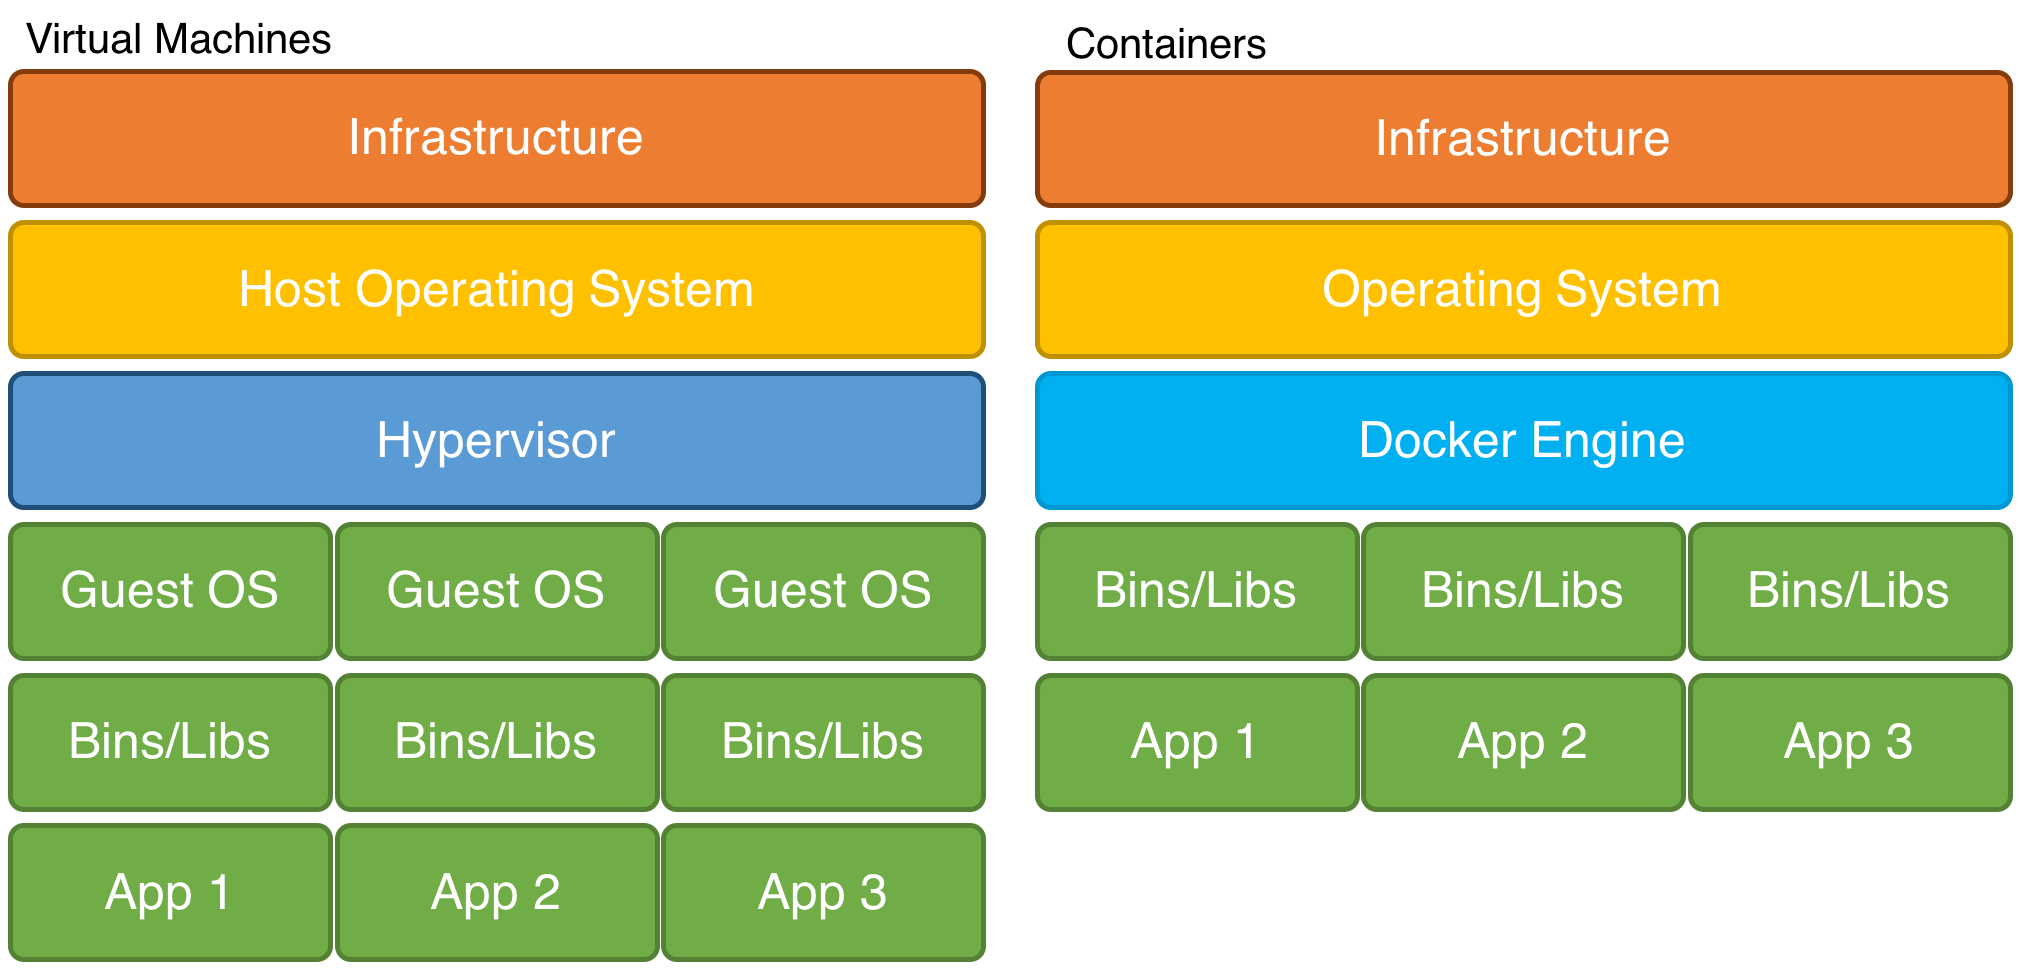 Virtual Machines
Infrastructure
Host Operating System
Hypervisor
Guest OS
Guest OS
Guest OS
Bins/Libs
Bins/Libs
Bins/Libs
App 1
App 2
App 3
Containers
Infrastructure
Operating System
Docker Engine
Bins/Libs
Bins/Libs
Bins/Libs
App 1
App 2
App 3